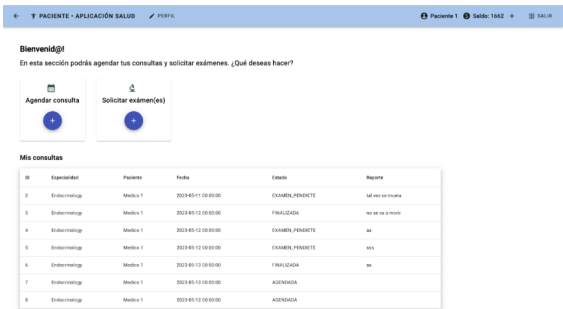 PACIENTE - APLICACIÓN SALUD PERFIL Paciente 1 Saldo: 1662 SALIR
Bienvenid@!
En esta sección podrás agendar tus consultas y solicitar exámenes. ¿Qué deseas hacer?
Agendar consulta Solicitar exámen(es)
+ +
Mis consultas
ID Especialidad Paciente Fecha Estado Reporte
2 Endocrinology Medico 1 2023-05-11 00:00:00 EXAMEN_PENDIETE tal vez se muera
3 Endocrinology Medico 1 2023-05-12 00:00:00 FINALIZADA no se va a morir
4 Endocrinology Medico 1 2023-05-12 00:00:00 EXAMEN_PENDIETE aa
5 Endocrinology Medico 1 2023-05-12 00:00:00 EXAMEN_PENDIETE sos
6 Endocrinology Medico 1 2023-05-13 00:00:00 FINALIZADA aa
7 Endocrinology Medico 1 2023-05-13 00:00:00 AGENDADA
8 Endocrinology Medico 1 2023-05-12 00:00:00 AGENDADA